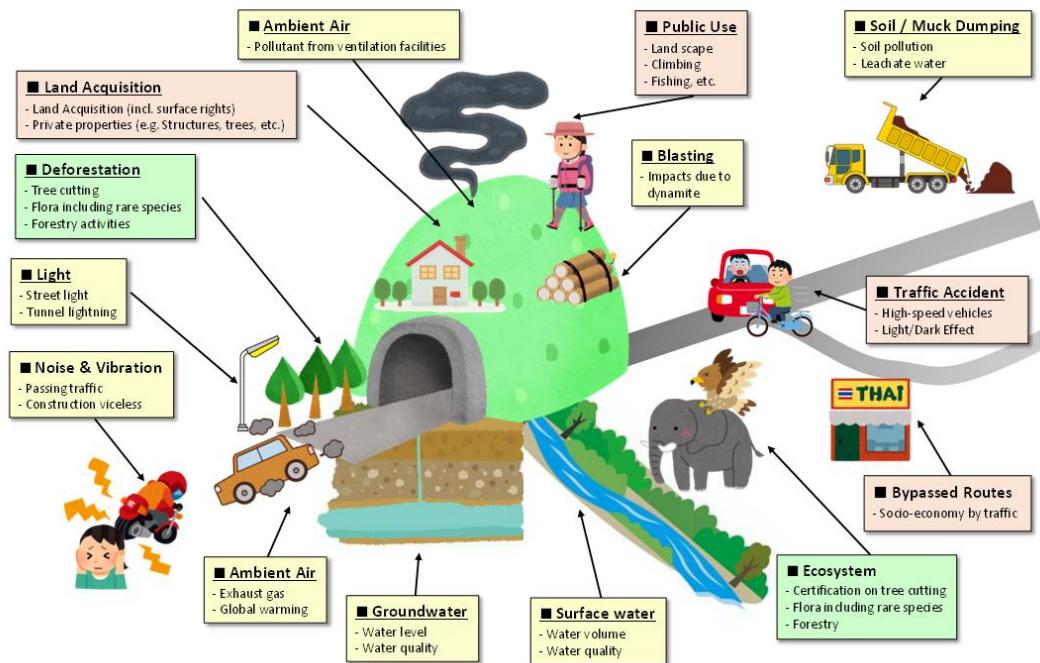 ■ Ambient Air
- Pollutant from ventilation facilities
■ Public Use
- Land scape
- Climbing
- Fishing, etc.
■ Soil / Muck Dumping
- Soil pollution
- Leachate water
■ Land Acquisition
- Land Acquisition (incl. surface rights)
- Private properties (e.g. Structures, trees, etc.)
■ Blasting
- Impacts due to
dynamite
■ Deforestation
- Tree cutting
- Flora including rare species
- Forestry activities
■ Light
- Street light
- Tunnel lightning
■ Traffic Accident
- High-speed vehicles
- Light/Dark Effect
■ Noise & Vibration
- Passing traffic
- Construction viceless
THAI
■ Bypassed Routes
- Socio-economy by traffic
■ Ambient Air
- Exhaust gas
- Global warming
■ Groundwater
- Water level
- Water quality
■ Surface water
- Water volume
- Water quality
■ Ecosystem
- Certification on tree cutting
- Flora including rare species
- Forestry